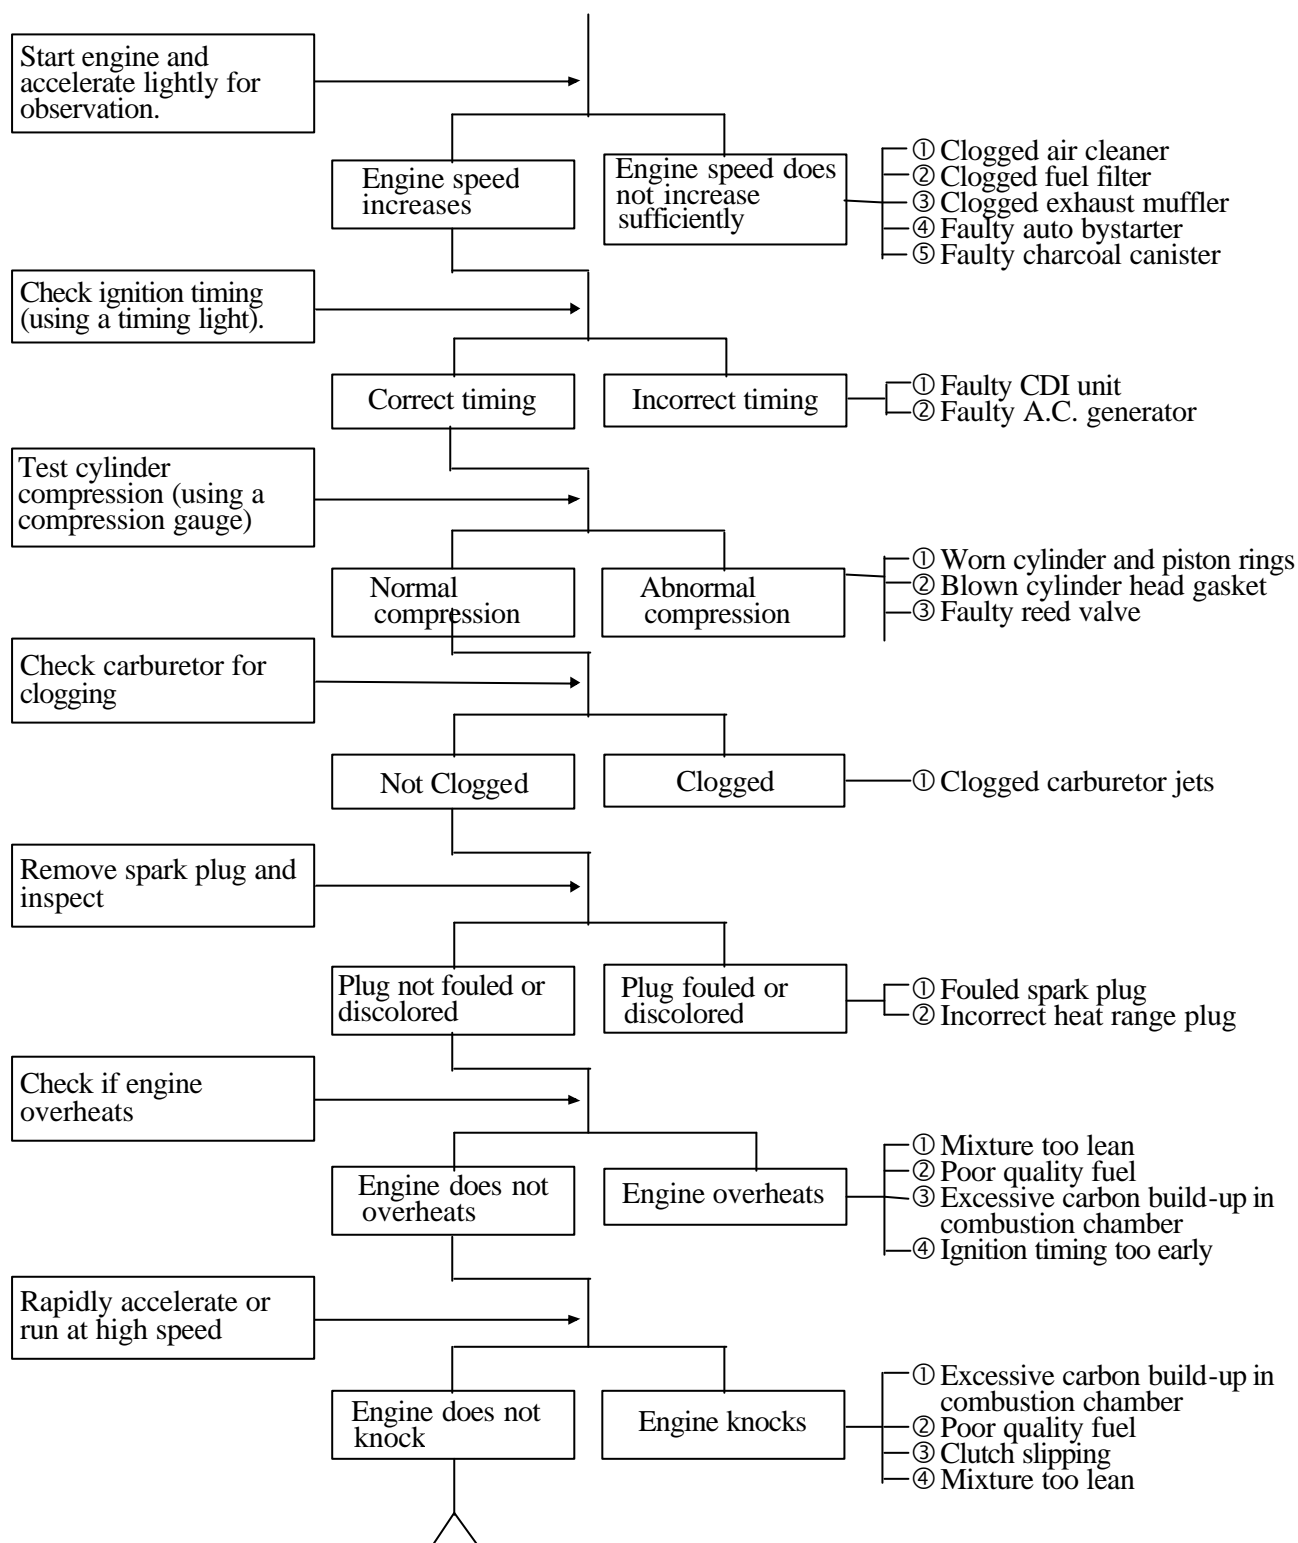 Start engine and
accelerate lightly for
observation.
Engine speed
increases
Engine speed does
not increase
sufficiently
① Clogged air cleaner
② Clogged fuel filter
③ Clogged exhaust muffler
④ Faulty auto bystarter
⑤ Faulty charcoal canister
Check ignition timing
(using a timing light).
Correct timing
Incorrect timing
① Faulty CDI unit
② Faulty A.C. generator
Test cylinder
compression (using a
compression gauge)
Normal
compression
Abnormal
compression
① Worn cylinder and piston rings
② Blown cylinder head gasket
③ Faulty reed valve
Check carburetor for
clogging
Not Clogged
Clogged
① Clogged carburetor jets
Remove spark plug and
inspect
Plug not fouled or
discolored
Plug fouled or
discolored
① Fouled spark plug
② Incorrect heat range plug
Check if engine
overheats
Engine does not
overheats
Engine overheats
① Mixture too lean
② Poor quality fuel
③ Excessive carbon build-up in
combustion chamber
④ Ignition timing too early
Rapidly accelerate or
run at high speed
Engine does not
knock
Engine knocks
① Excessive carbon build-up in
combustion chamber
② Poor quality fuel
③ Clutch slipping
④ Mixture too lean